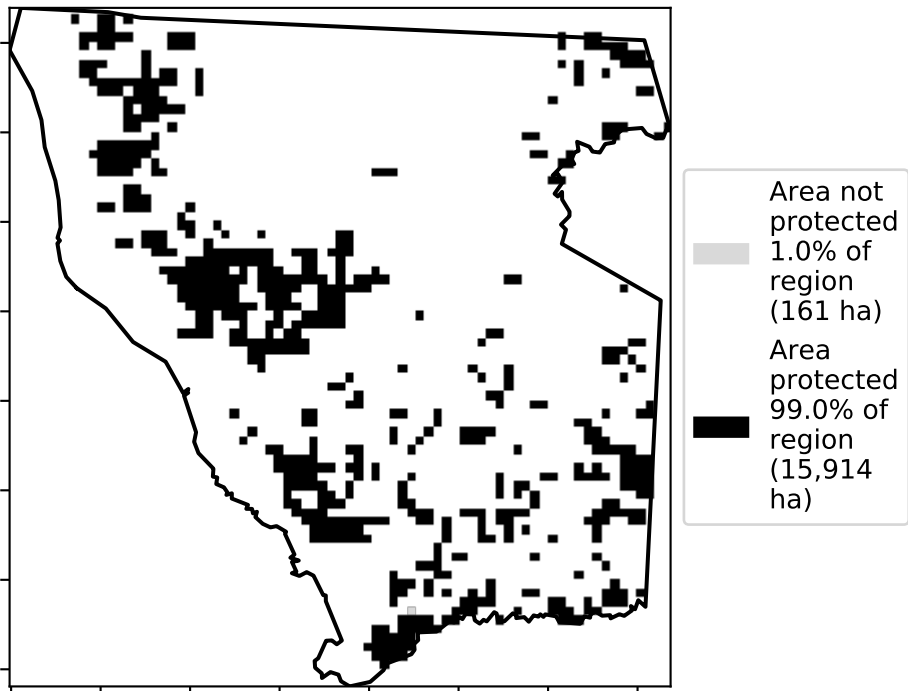 Area not
protected
1.0% of
region
(161 ha)
Area
protected
99.0% of
region
(15,914
ha)